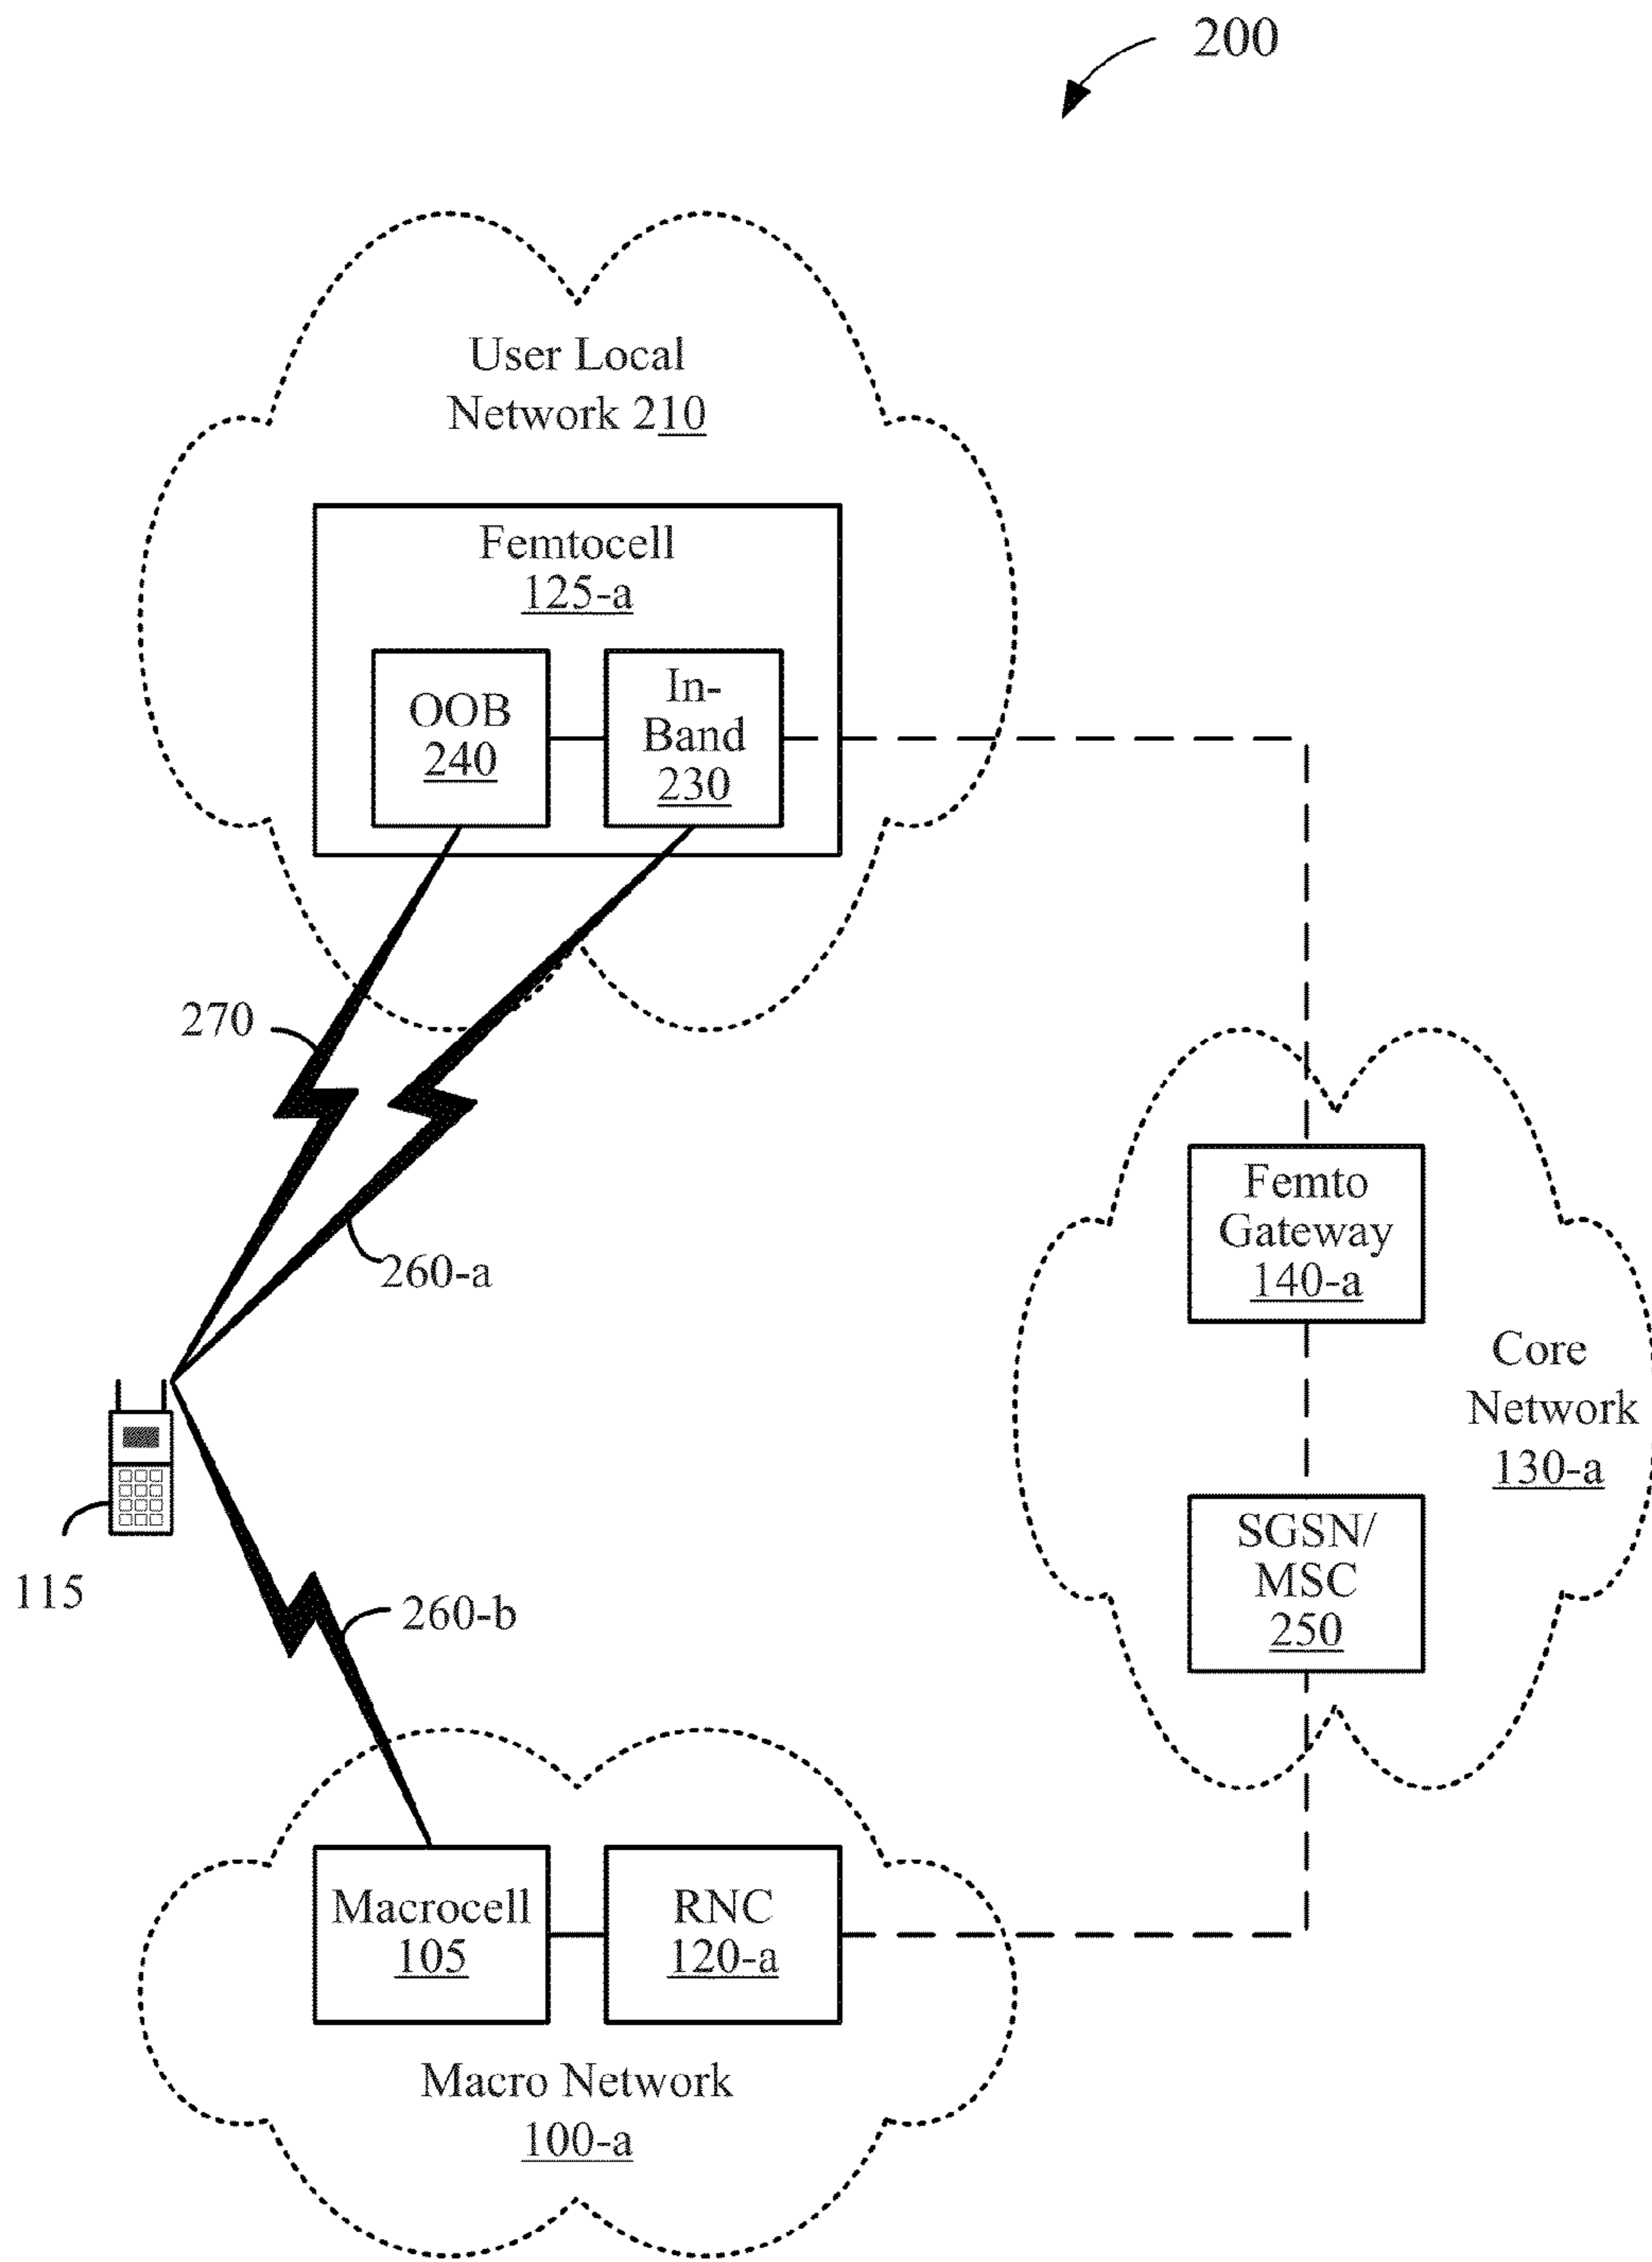 200
User Local
Network 210
Femtocell
125-a
OOB
240
In-
Band
230
270
260-a
Femto
Gateway
140-a
Core
Network
130-a
SGSN/
MSC
250
115
260-b
Macrocell
105
RNC
120-a
Macro Network
100-a